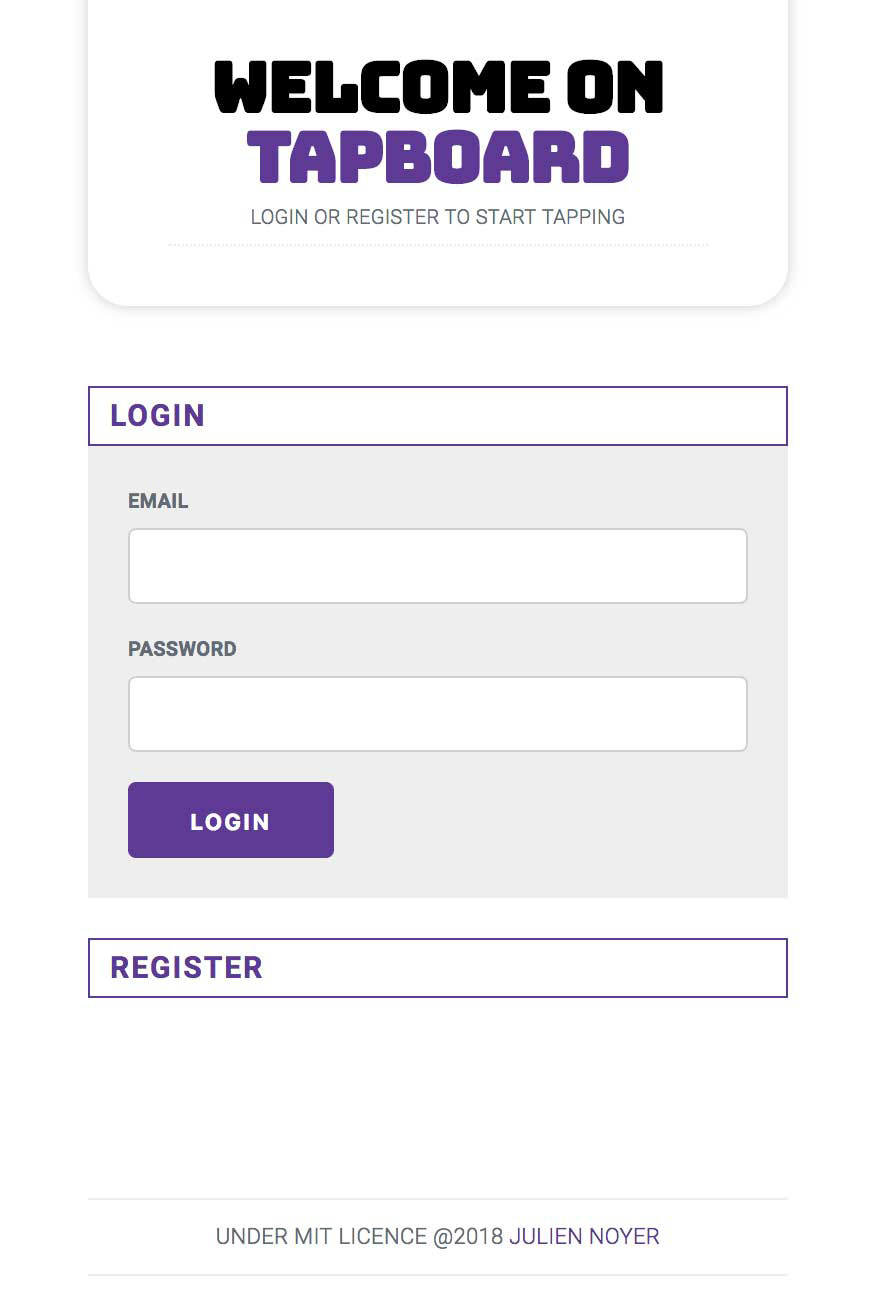 WELCOME ON
TAPBOARD
LOGIN OR REGISTER TO START TAPPING
LOGIN
EMAIL
PASSWORD
LOGIN
REGISTER
UNDER MIT LICENCE @2018 JULIEN NOYER